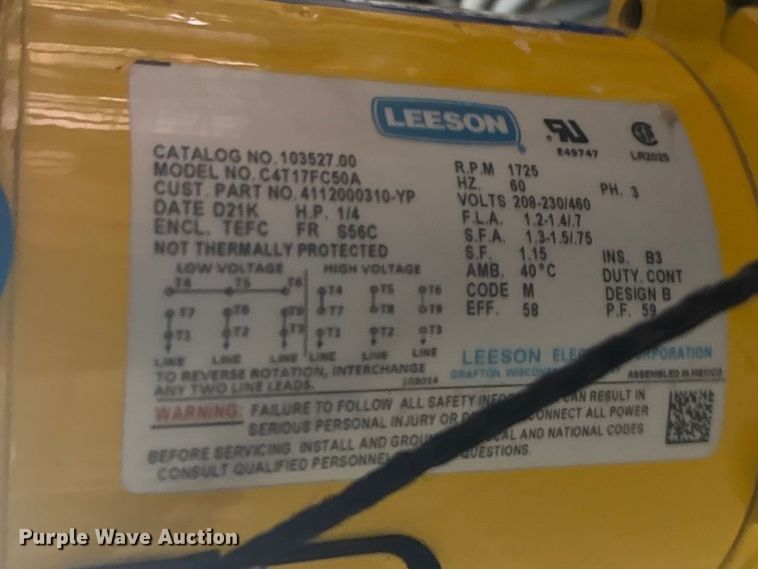 LEESON
E49747
LR2025
CATALOG NO. 103527.00
MODEL NO. C4T17FC50A
CUST. PART NO. 4112000310-YP
DATE D21K H.P. 1/4
ENCL. TEFC FR S56C
NOT THERMALLY PROTECTED
R.P.M 1725
HZ. 60 PH. 3
VOLTS 208-230/460
F.L.A. 1.2-1.4/.7
S.F.A. 1.3-1.5/.75
S.F. 1.15 INS. B3
AMB. 40°C DUTY. CONT
CODE M DESIGN B
EFF. 58 P.F. 59
LOW VOLTAGE HIGH VOLTAGE
T4 T5 T6 T4 T5 T6
T7 T8 T9 T7 T8 T9
T1 T2 T3 T1 T2 T3
LINE LINE LINE LINE LINE LINE
TO REVERSE ROTATION, INTERCHANGE
ANY TWO LINE LEADS.
LEESON CORPORATION
GRAFTON, ASSEMBLED IN MEXICO
WARNING: FAILURE TO FOLLOW ALL SAFETY CAN RESULT IN
SERIOUS PERSONAL INJURY OR ALL POWER
BEFORE SERVICING. INSTALL AND AND NATIONAL CODES
CONSULT QUALIFIED PERSONNEL QUESTIONS.
Purple Wave Auction